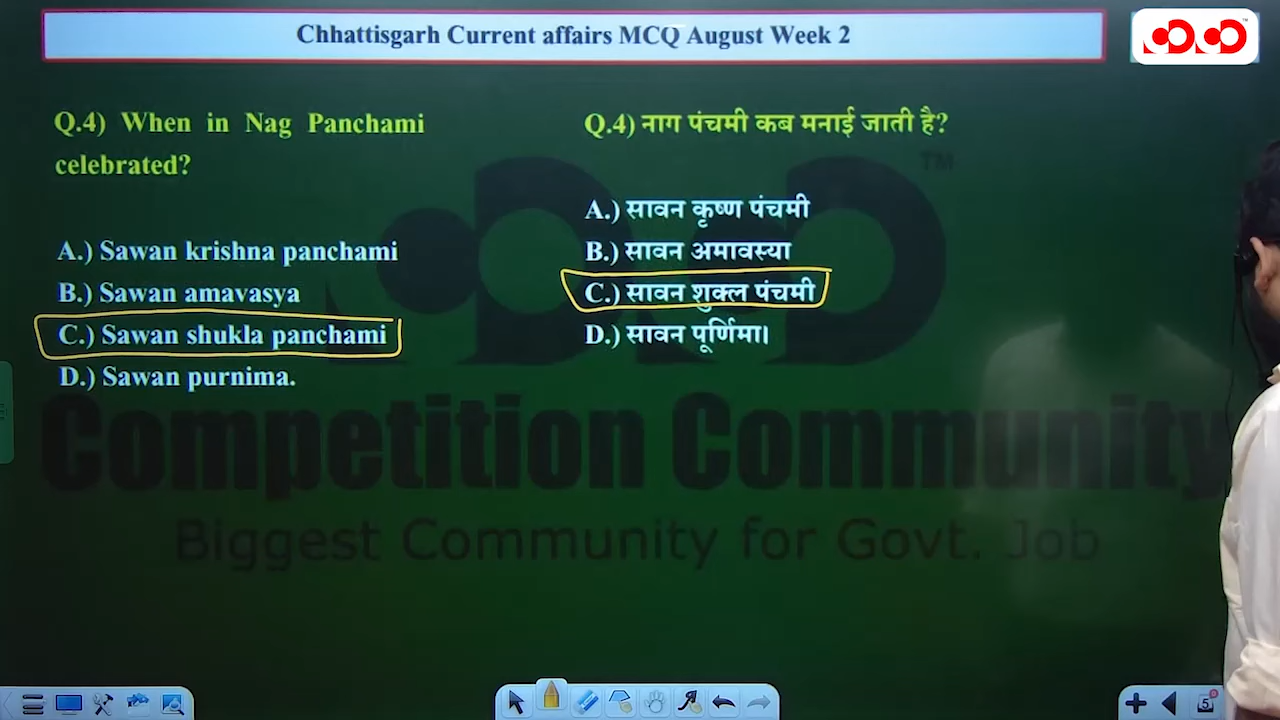 Chhattisgarh Current affairs MCQ August Week 2
Q.4) When in Nag Panchami
celebrated?
A.) Sawan krishna panchami
B.) Sawan amavasya
C.) Sawan shukla panchami
D.) Sawan purnima.
Q.4) नाग पंचमी कब मनाई जाती है?
A.) सावन कृष्ण पंचमी
B.) सावन अमावस्या
C.) सावन शुक्ल पंचमी
D.) सावन पूर्णिमा।
TM
Competition Community
Biggest Community for Govt. Job
5